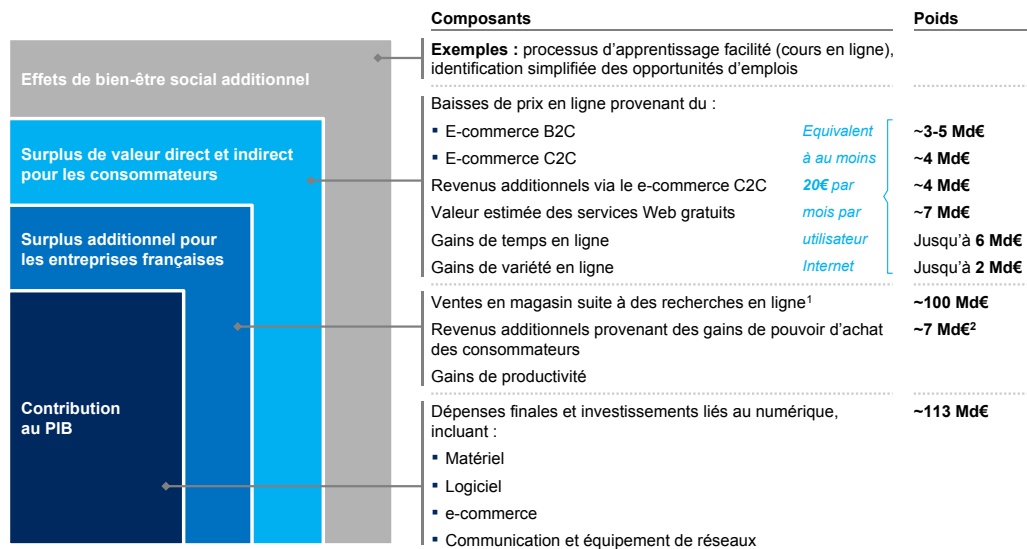 Composants Poids
Effets de bien-être social additionnel
Exemples : processus d'apprentissage facilité (cours en ligne),
identification simplifiée des opportunités d'emplois
Surplus de valeur direct et indirect
pour les consommateurs
Baisses de prix en ligne provenant du :
▪ E-commerce B2C Equivalent ~3-5 Md€
▪ E-commerce C2C à au moins ~4 Md€
Revenus additionnels via le e-commerce C2C 20€ par ~4 Md€
Valeur estimée des services Web gratuits mois par ~7 Md€
Gains de temps en ligne utilisateur Jusqu'à 6 Md€
Gains de variété en ligne Internet Jusqu'à 2 Md€
Surplus additionnel pour
les entreprises françaises
Ventes en magasin suite à des recherches en ligne¹ ~100 Md€
Revenus additionnels provenant des gains de pouvoir d'achat ~7 Md€²
des consommateurs
Gains de productivité
Contribution
au PIB
Dépenses finales et investissements liés au numérique, ~113 Md€
incluant :
▪ Matériel
▪ Logiciel
▪ e-commerce
▪ Communication et équipement de réseaux